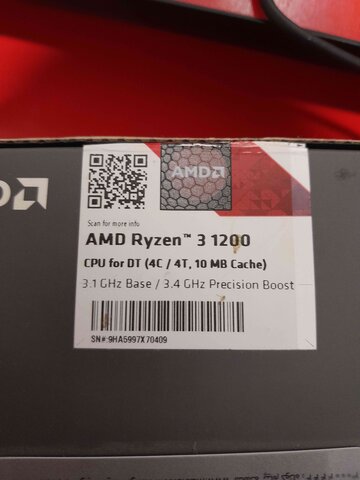 AMD
AMD
Scan for more info
AMD Ryzen™ 3 1200
CPU for DT (4C / 4T, 10 MB Cache)
3.1 GHz Base / 3.4 GHz Precision Boost
SN#:9HA5997X70409